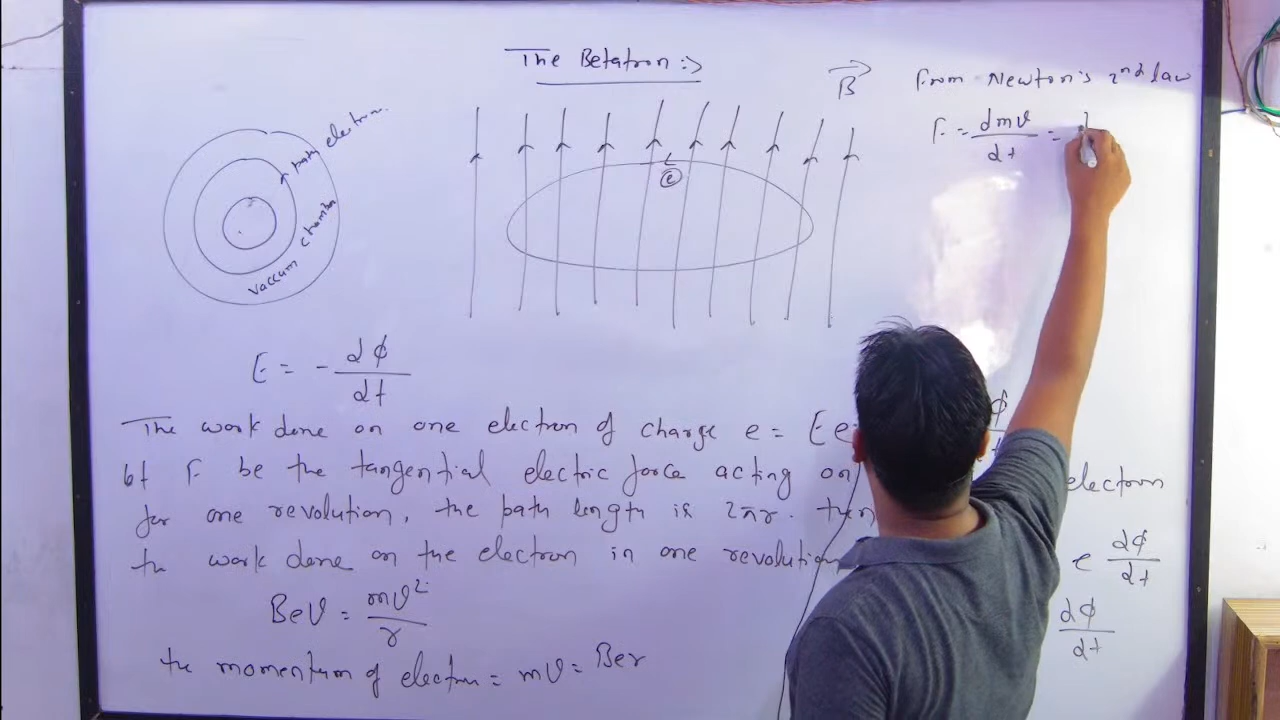 The Betatron :>
B
From Newton's 2nd law
F = dmv/dt =
path electron.
vaccum chamber
e
E = - dφ/dt
The work done on one electron of charge e = Ee
let F be the tangential electric force acting on electron
for one revolution, the path length is 2πr. then
the work done on the electron in one revolution e dφ/dt
Bev = mv²/r
dφ/dt
the momentum of electron = mv = Ber